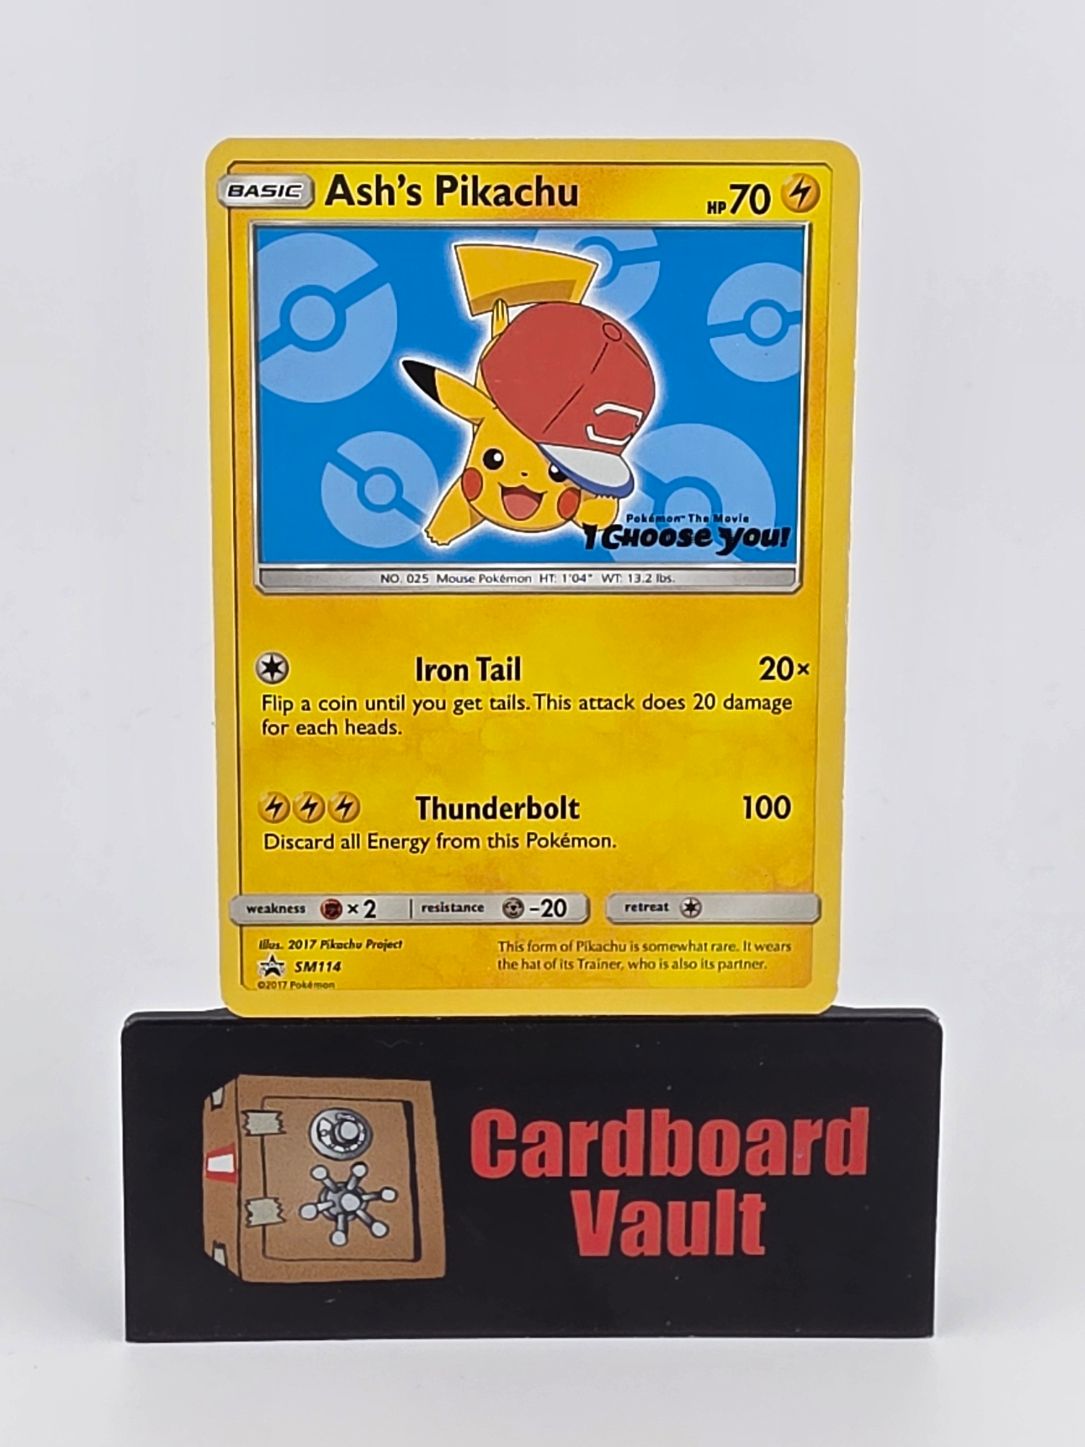 BASIC Ash's Pikachu HP 70
Pokémon™ The Movie
I Choose You!
NO. 025 Mouse Pokémon HT: 1'04" WT: 13.2 lbs.
Iron Tail 20×
Flip a coin until you get tails. This attack does 20 damage
for each heads.
Thunderbolt 100
Discard all Energy from this Pokémon.
weakness ×2 resistance -20 retreat
Illus. 2017 Pikachu Project
SM114
©2017 Pokémon
This form of Pikachu is somewhat rare. It wears
the hat of its Trainer, who is also its partner.
Cardboard
Vault